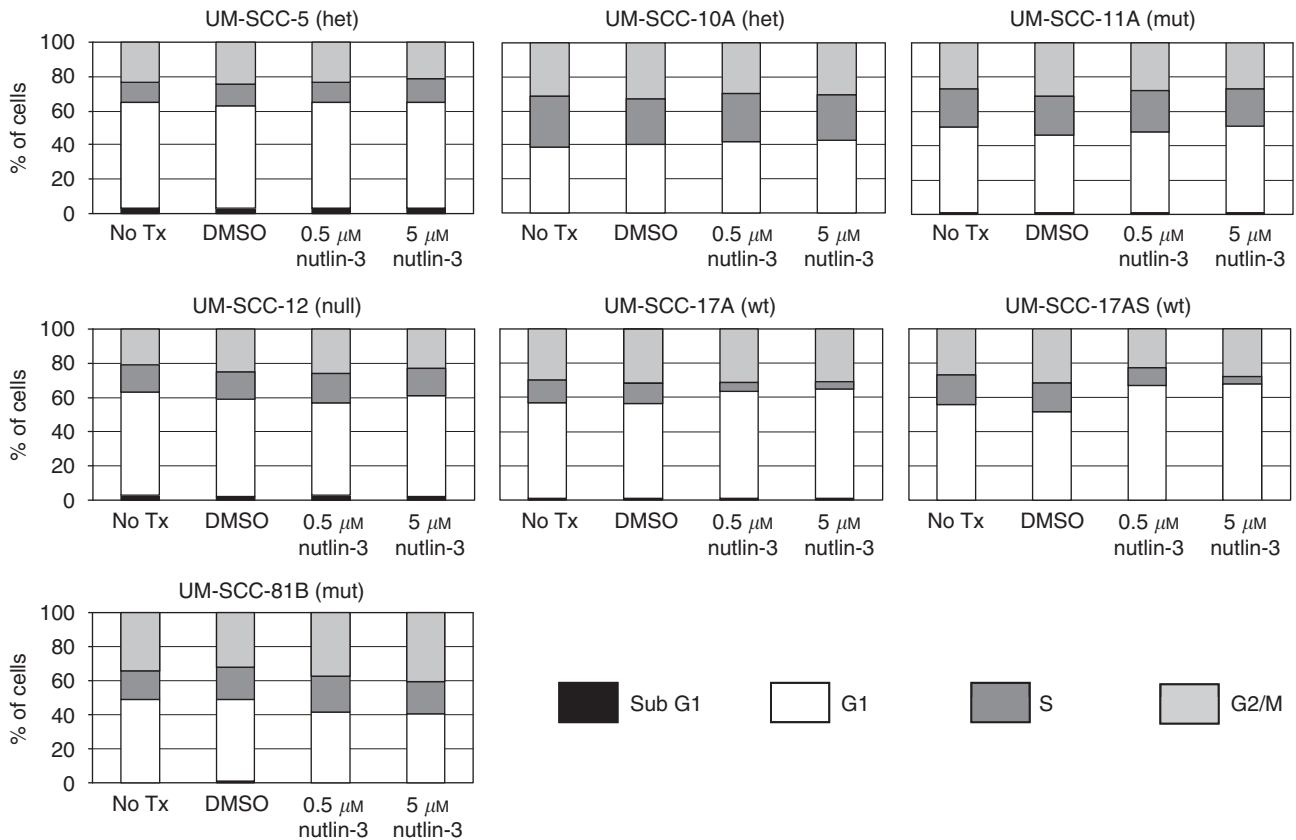 UM-SCC-5 (het)
UM-SCC-10A (het)
UM-SCC-11A (mut)
% of cells
100
80
60
40
20
0
No Tx
DMSO
0.5 μM
nutlin-3
5 μM
nutlin-3
No Tx
DMSO
0.5 μM
nutlin-3
5 μM
nutlin-3
No Tx
DMSO
0.5 μM
nutlin-3
5 μM
nutlin-3
UM-SCC-12 (null)
UM-SCC-17A (wt)
UM-SCC-17AS (wt)
% of cells
100
80
60
40
20
0
No Tx
DMSO
0.5 μM
nutlin-3
5 μM
nutlin-3
No Tx
DMSO
0.5 μM
nutlin-3
5 μM
nutlin-3
No Tx
DMSO
0.5 μM
nutlin-3
5 μM
nutlin-3
UM-SCC-81B (mut)
% of cells
100
80
60
40
20
0
No Tx
DMSO
0.5 μM
nutlin-3
5 μM
nutlin-3
Sub G1
G1
S
G2/M